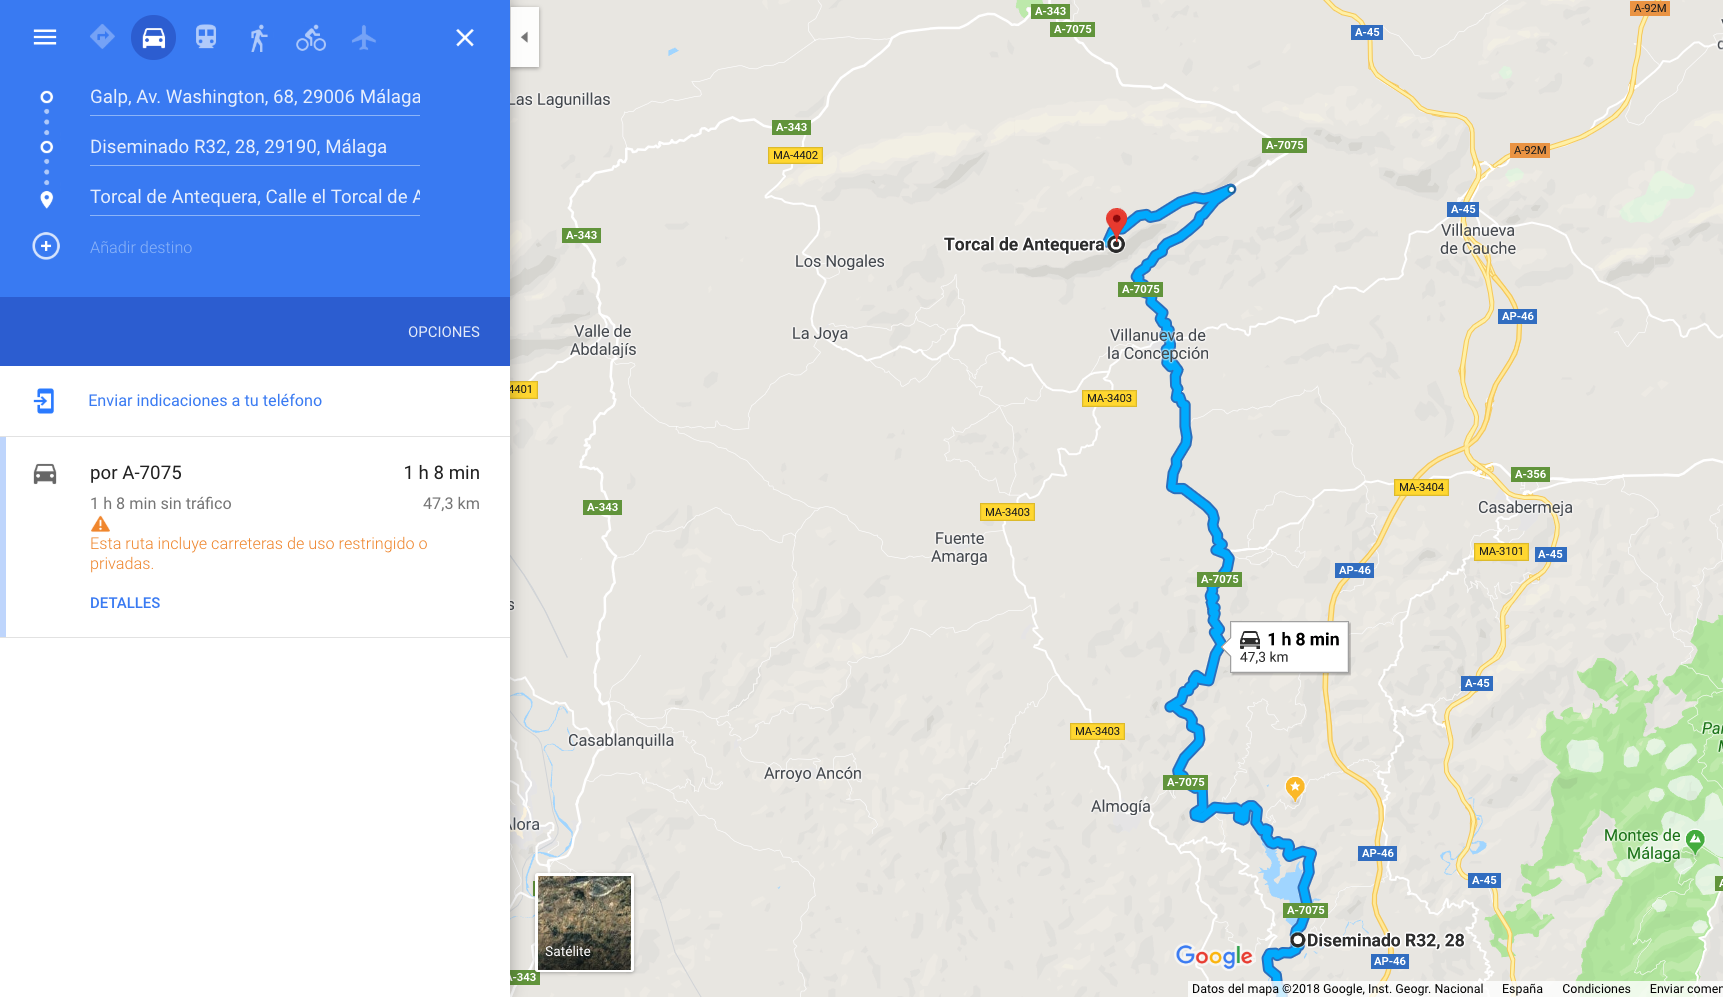 Galp, Av. Washington, 68, 29006 Málaga
Diseminado R32, 28, 29190, Málaga
Torcal de Antequera, Calle el Torcal de A
Añadir destino
OPCIONES
Enviar indicaciones a tu teléfono
por A-7075
1 h 8 min
1 h 8 min sin tráfico
47,3 km
Esta ruta incluye carreteras de uso restringido o
privadas.
DETALLES
A-343
A-7075
A-45
A-92M
Las Lagunillas
A-343
MA-4402
A-7075
A-92M
A-343
A-45
Villanueva
de Cauche
Torcal de Antequera
Los Nogales
A-7075
AP-46
Valle de
Abdalajís
La Joya
Villanueva de
la Concepción
4401
MA-3403
A-343
MA-3403
MA-3404
A-356
Casabermeja
Fuente
Amarga
MA-3101
A-45
AP-46
A-7075
1 h 8 min
47,3 km
A-45
MA-3403
Casablanquilla
Arroyo Ancón
A-7075
Almogía
Álora
Montes de
Málaga
AP-46
A-45
A-7075
Diseminado R32, 28
AP-46
Satélite
A-343
Google
Datos del mapa ©2018 Google, Inst. Geogr. Nacional
España
Condiciones
Enviar comer